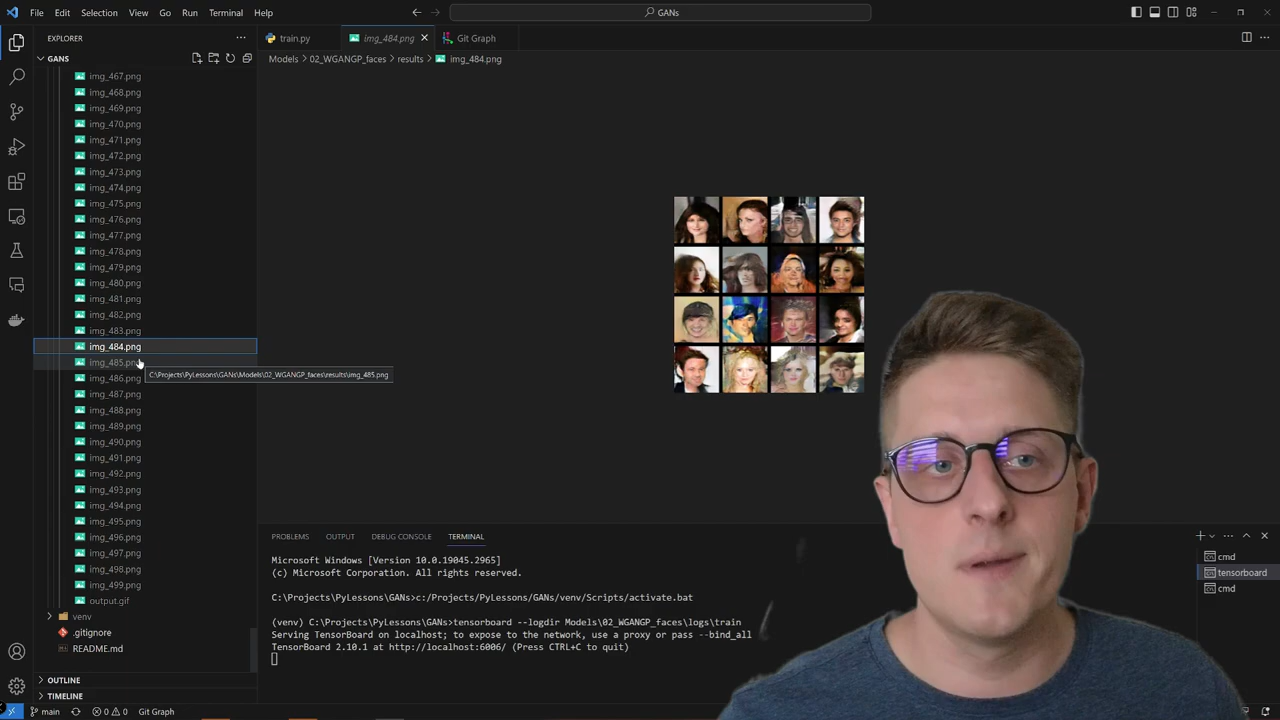 File Edit Selection View Go Run Terminal Help
GANs
EXPLORER
train.py
img_484.png
Git Graph
GANS
Models > 02_WGANGP_faces > results > img_484.png
img_467.png
img_468.png
img_469.png
img_470.png
img_471.png
img_472.png
img_473.png
img_474.png
img_475.png
img_476.png
img_477.png
img_478.png
img_479.png
img_480.png
img_481.png
img_482.png
img_483.png
img_484.png
img_485.png
C:\Projects\PyLessons\GANs\Models\02_WGANGP_faces\results\img_485.png
img_486.png
img_487.png
img_488.png
img_489.png
img_490.png
img_491.png
img_492.png
img_493.png
img_494.png
img_495.png
img_496.png
img_497.png
img_498.png
img_499.png
output.gif
venv
.gitignore
README.md
OUTLINE
TIMELINE
PROBLEMS OUTPUT DEBUG CONSOLE TERMINAL
Microsoft Windows [Version 10.0.19045.2965]
(c) Microsoft Corporation. All rights reserved.
C:\Projects\PyLessons\GANs>c:/Projects/PyLessons/GANs/venv/Scripts/activate.bat
(venv) C:\Projects\PyLessons\GANs>tensorboard --logdir Models\02_WGANGP_faces\logs\train
Serving TensorBoard on localhost; to expose to the network, use a proxy or pass --bind_all
TensorBoard 2.10.1 at http://localhost:6006/ (Press CTRL+C to quit)
cmd
tensorboard
cmd
main
0 0
Git Graph